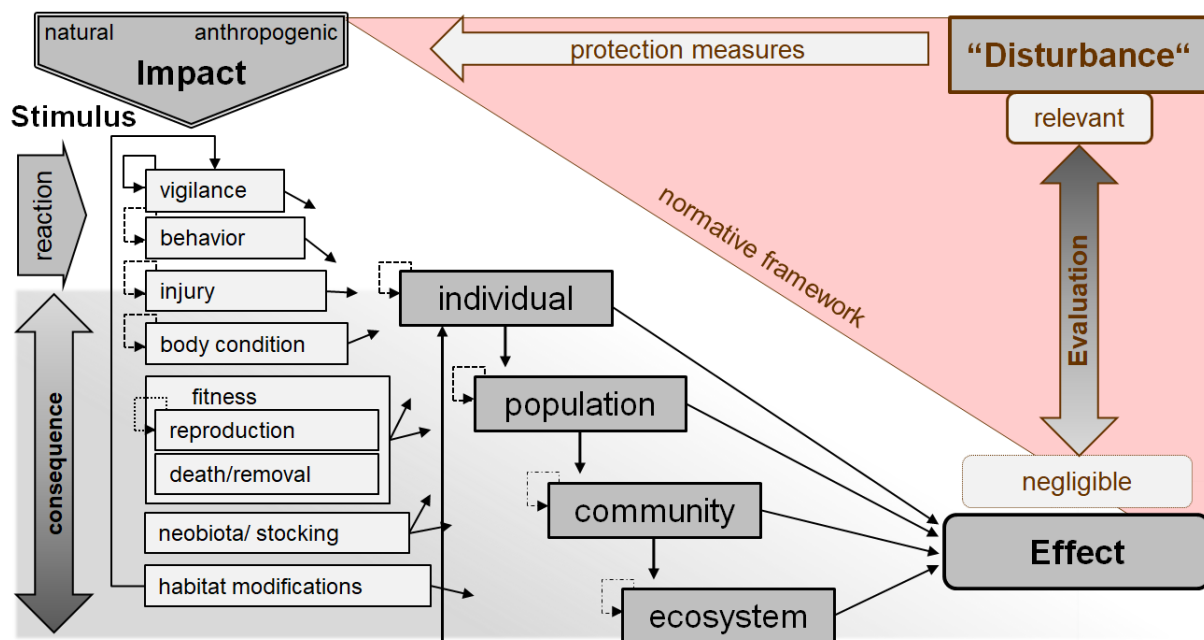 natural anthropogenic
Impact
protection measures
“Disturbance“
relevant
Stimulus
reaction
vigilance
behavior
injury
body condition
fitness
reproduction
death/removal
neobiota/ stocking
habitat modifications
consequence
individual
population
community
ecosystem
normative framework
Evaluation
negligible
Effect